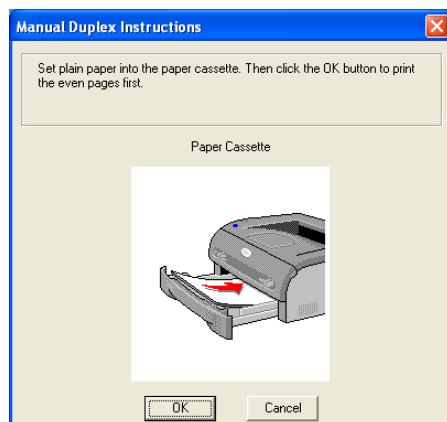 Manual Duplex Instructions
Set plain paper into the paper cassette. Then click the OK button to print
the even pages first.
Paper Cassette
OK
Cancel